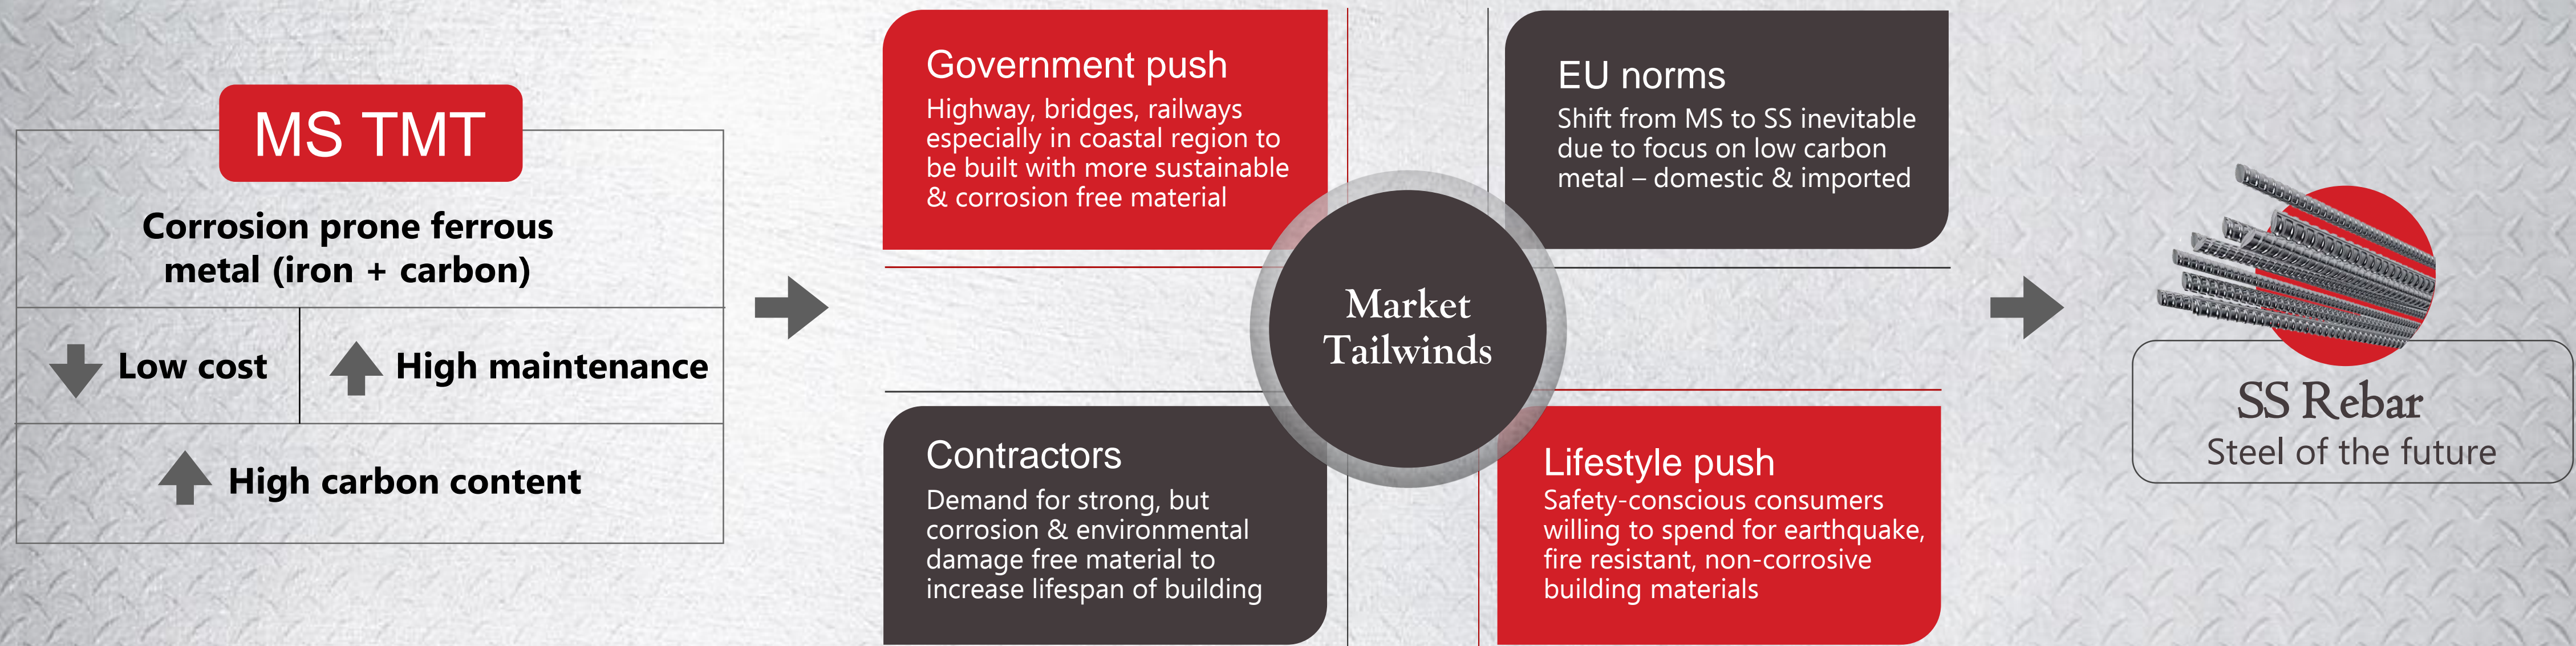 MS TMT
Corrosion prone ferrous
metal (iron + carbon)
Low cost
High maintenance
High carbon content
Government push
Highway, bridges, railways
especially in coastal region to
be built with more sustainable
& corrosion free material
EU norms
Shift from MS to SS inevitable
due to focus on low carbon
metal – domestic & imported
Market
Tailwinds
Contractors
Demand for strong, but
corrosion & environmental
damage free material to
increase lifespan of building
Lifestyle push
Safety-conscious consumers
willing to spend for earthquake,
fire resistant, non-corrosive
building materials
SS Rebar
Steel of the future